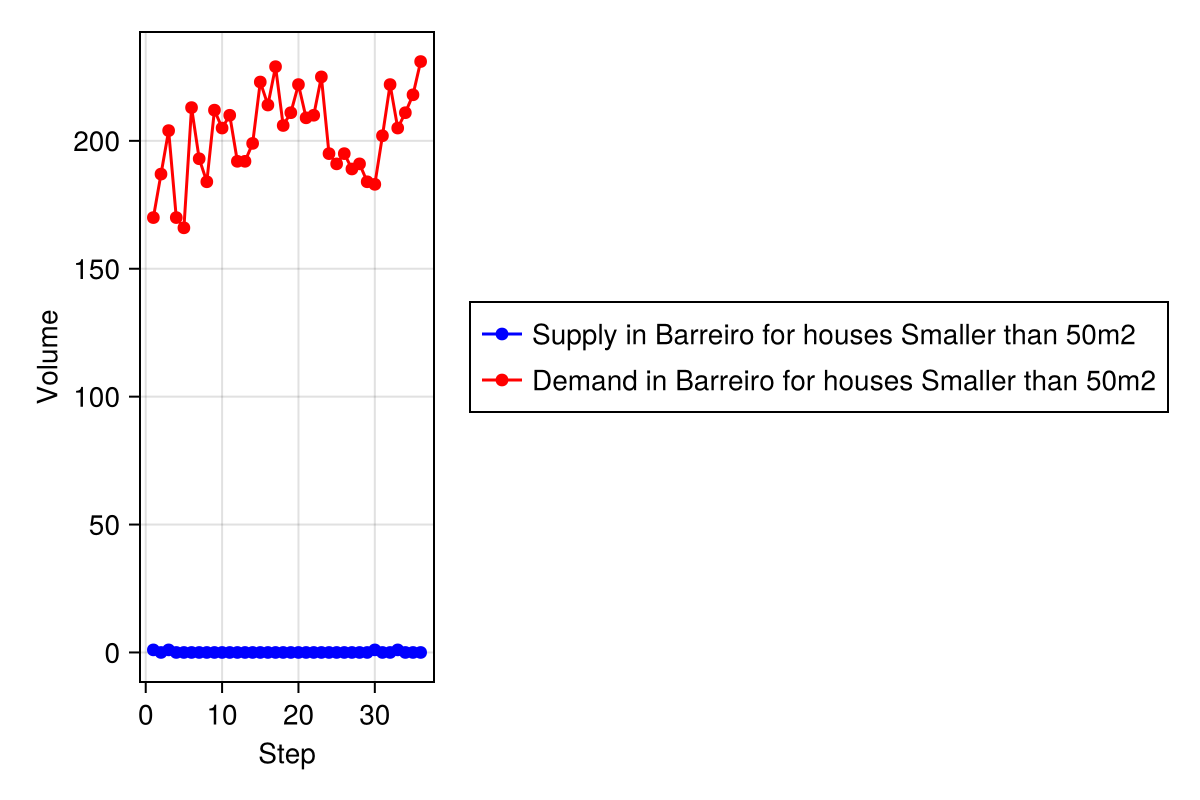 Volume
200
150
100
50
0
0 10 20 30
Step
Supply in Barreiro for houses Smaller than 50m2
Demand in Barreiro for houses Smaller than 50m2